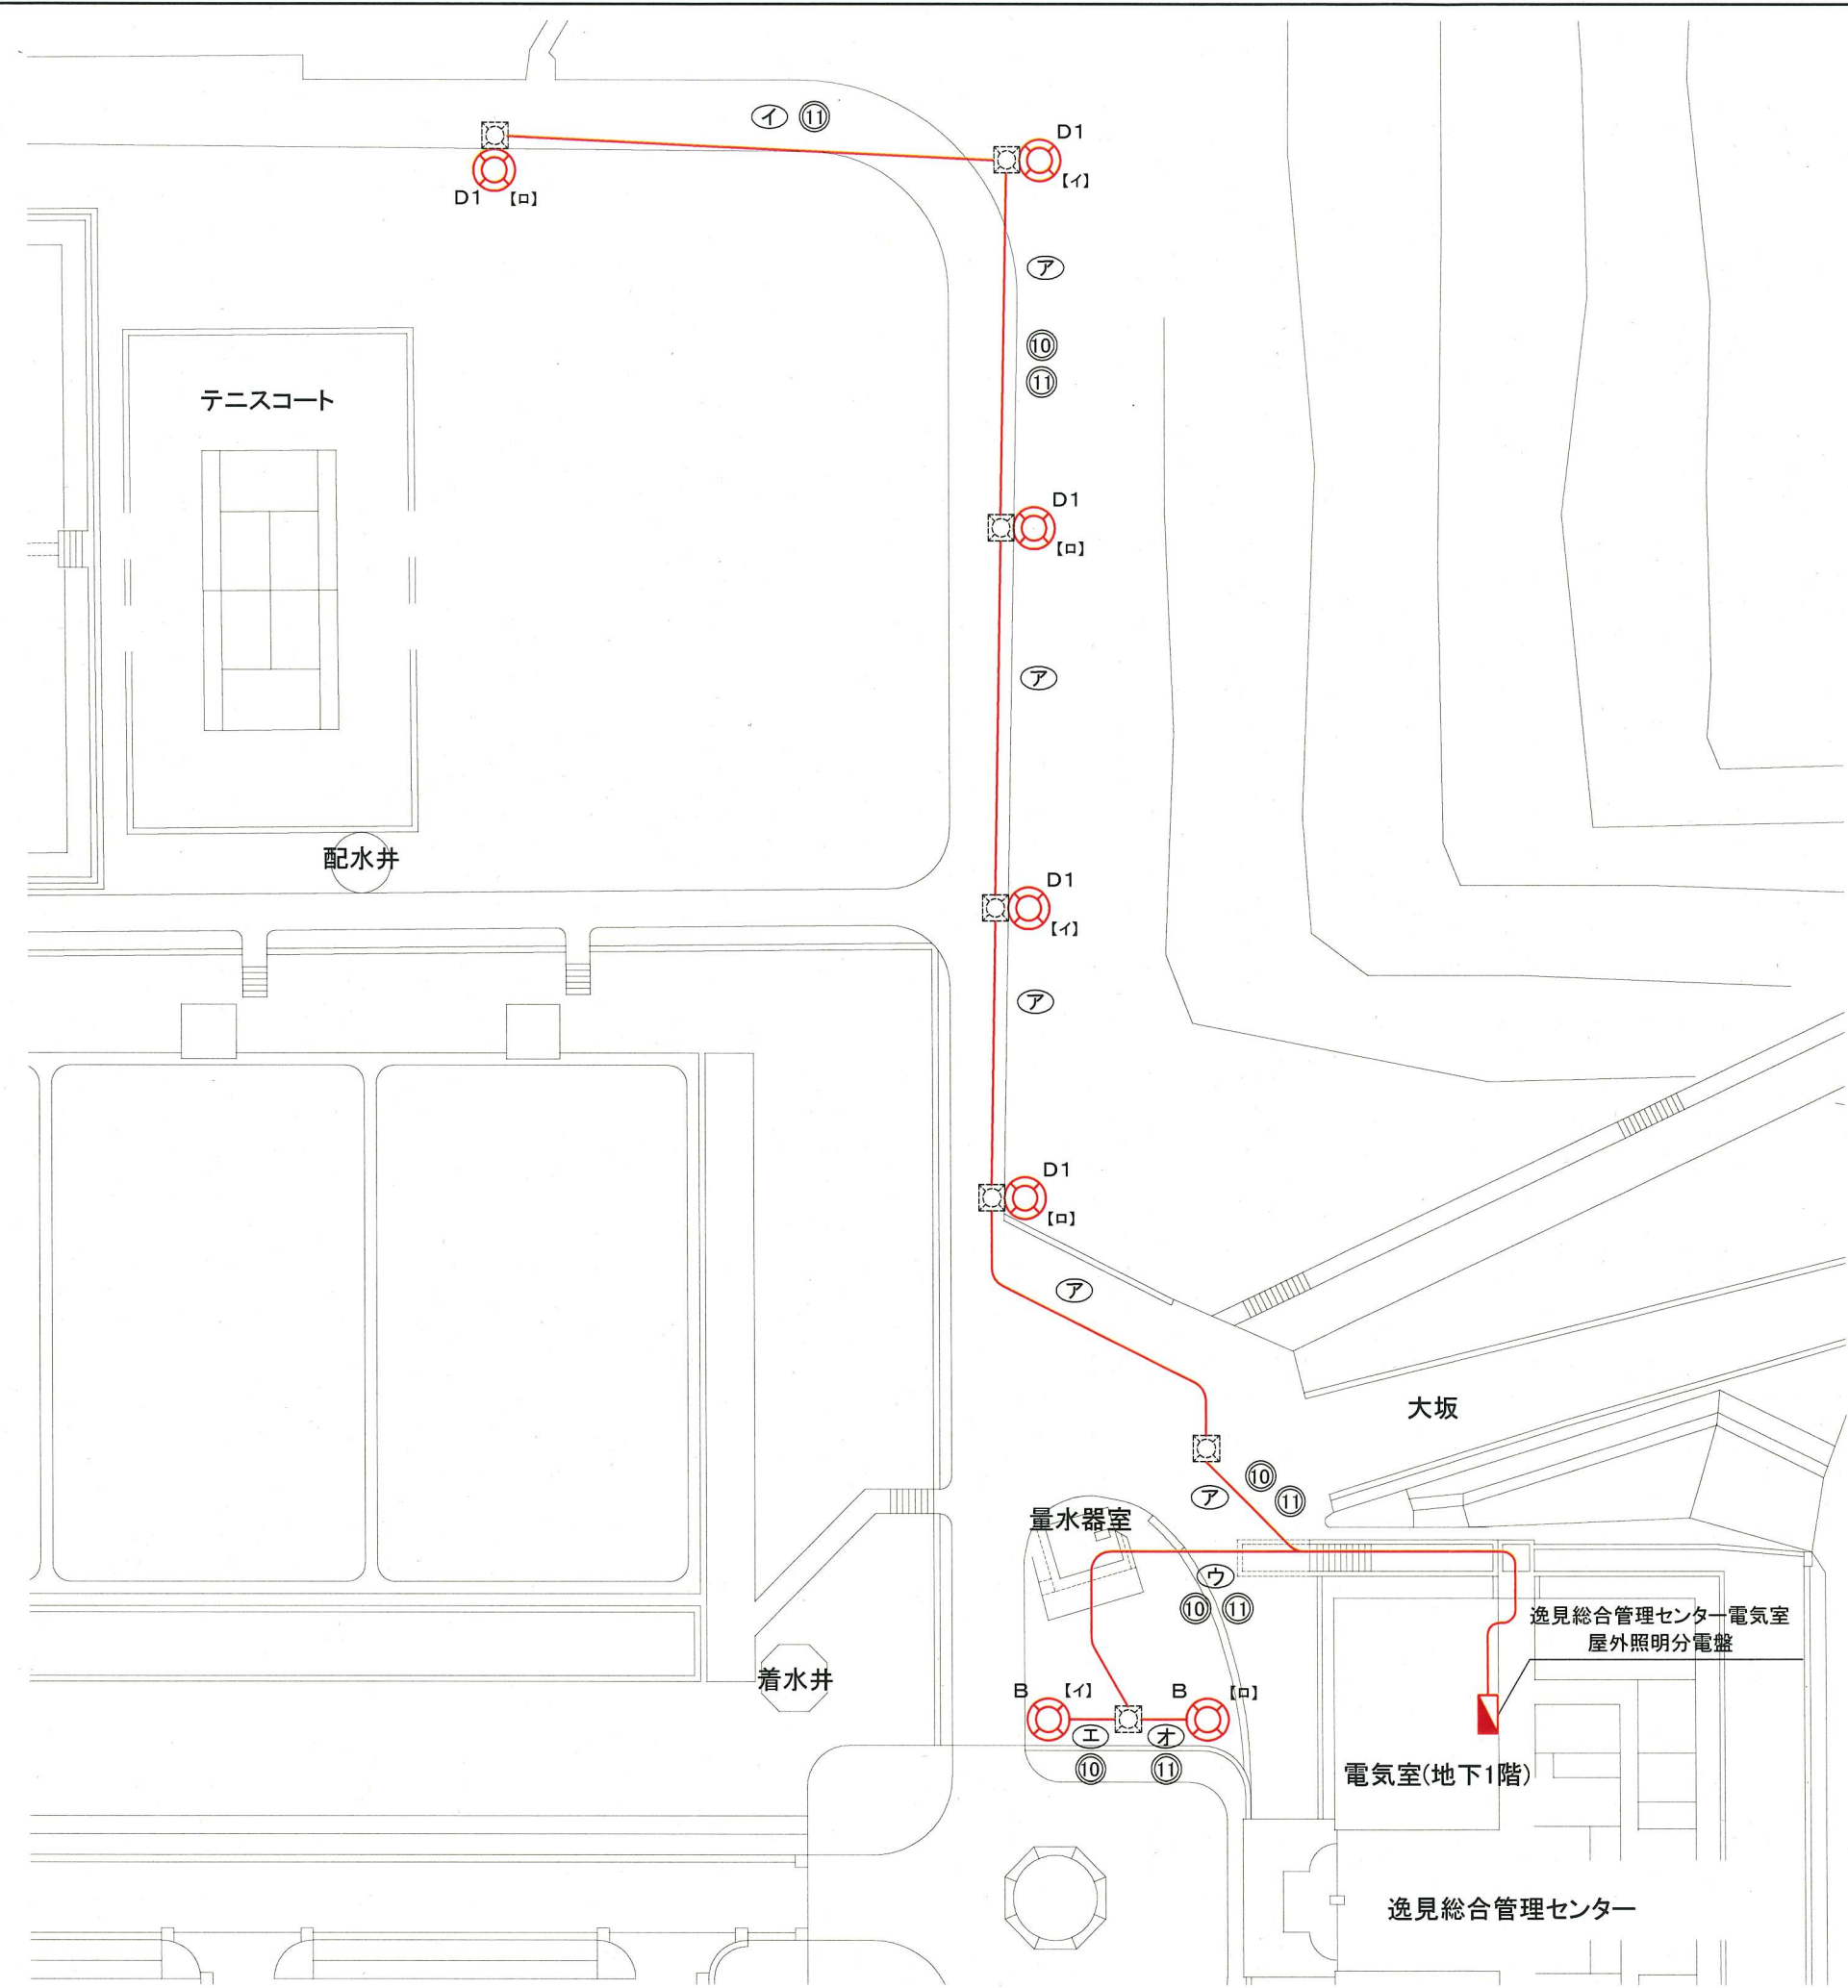 イ 11
D1
【イ】
D1 【ロ】
ア
10
11
テニスコート
D1
【ロ】
ア
配水井
D1
【イ】
ア
D1
【ロ】
ア
大坂
10
ア 11
量水器室
ウ
10 11
逸見総合管理センター電気室
屋外照明分電盤
着水井
B 【イ】 B 【ロ】
エ オ
10 11
電気室(地下1階)
逸見総合管理センター